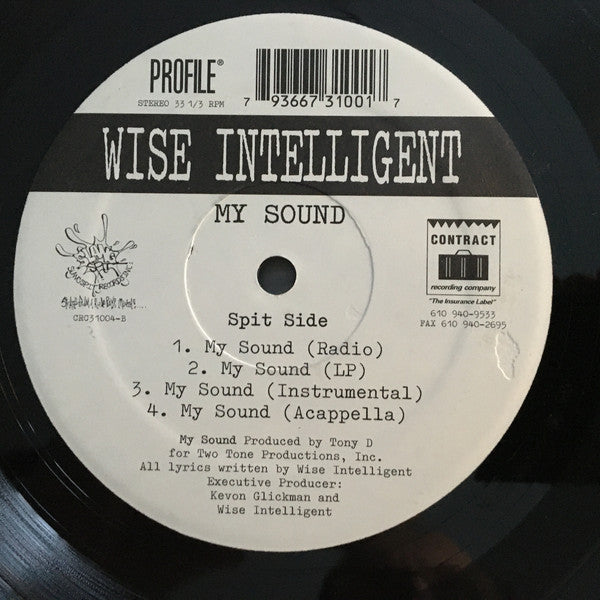 PROFILE®
STEREO 33 1/3 RPM
7 93667 31001 7
WISE INTELLIGENT
MY SOUND
CONTRACT
recording company
"The Insurance Label"
CRC31004-B
610 940-9533
FAX 610 940-2695
Spit Side
1. My Sound (Radio)
2. My Sound (LP)
3. My Sound (Instrumental)
4. My Sound (Acappella)
My Sound Produced by Tony D
for Two Tone Productions, Inc.
All lyrics written by Wise Intelligent
Executive Producer:
Kevon Glickman and
Wise Intelligent